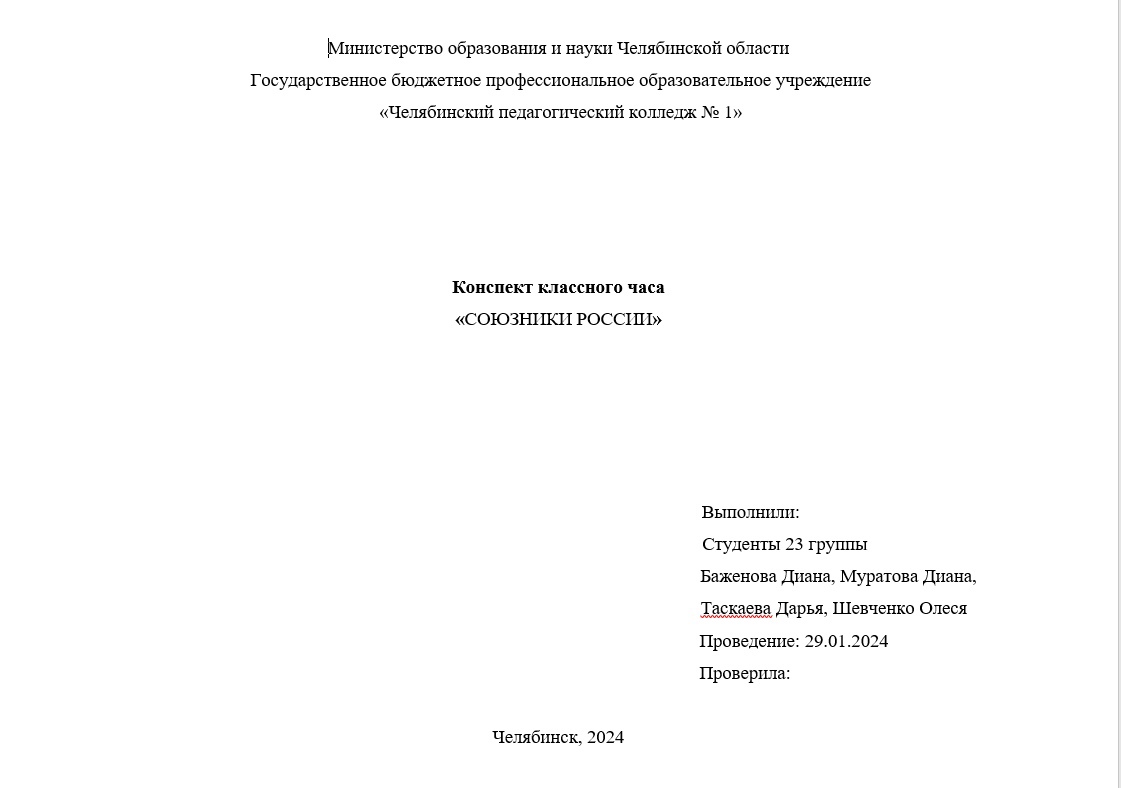 Министерство образования и науки Челябинской области
Государственное бюджетное профессиональное образовательное учреждение
«Челябинский педагогический колледж № 1»
Конспект классного часа
«СОЮЗНИКИ РОССИИ»
Выполнили:
Студенты 23 группы
Баженова Диана, Муратова Диана,
Таскаева Дарья, Шевченко Олеся
Проведение: 29.01.2024
Проверила:
Челябинск, 2024